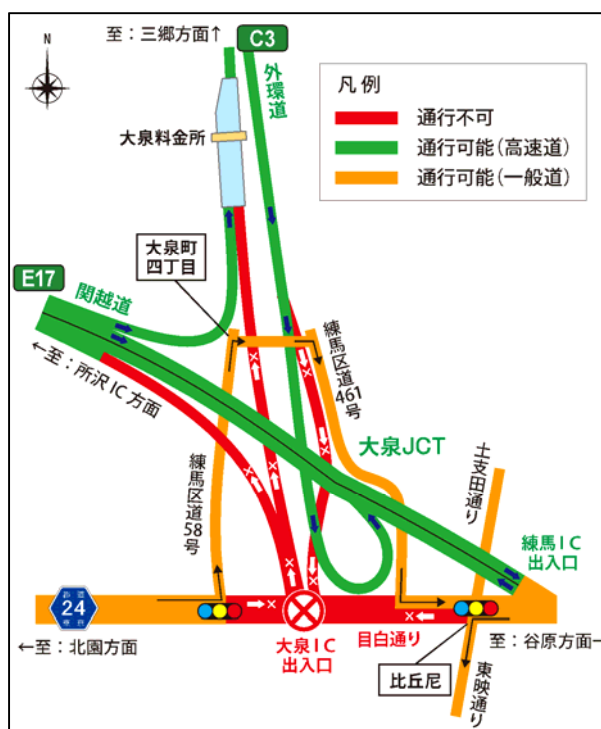 N
至：三郷方面↑
C3
外環道
凡 例
通行不可
通行可能（高速道）
通行可能（一般道）
大泉料金所
大泉町
四丁目
E17
関越道
←至：所沢IC方面
練馬区道
461号
大泉JCT
土支田通り
練馬区道58号
練馬IC
出入口
24
←至：北園方面
大泉IC
出入口
目白通り
至：谷原方面→
比丘尼
東映通り